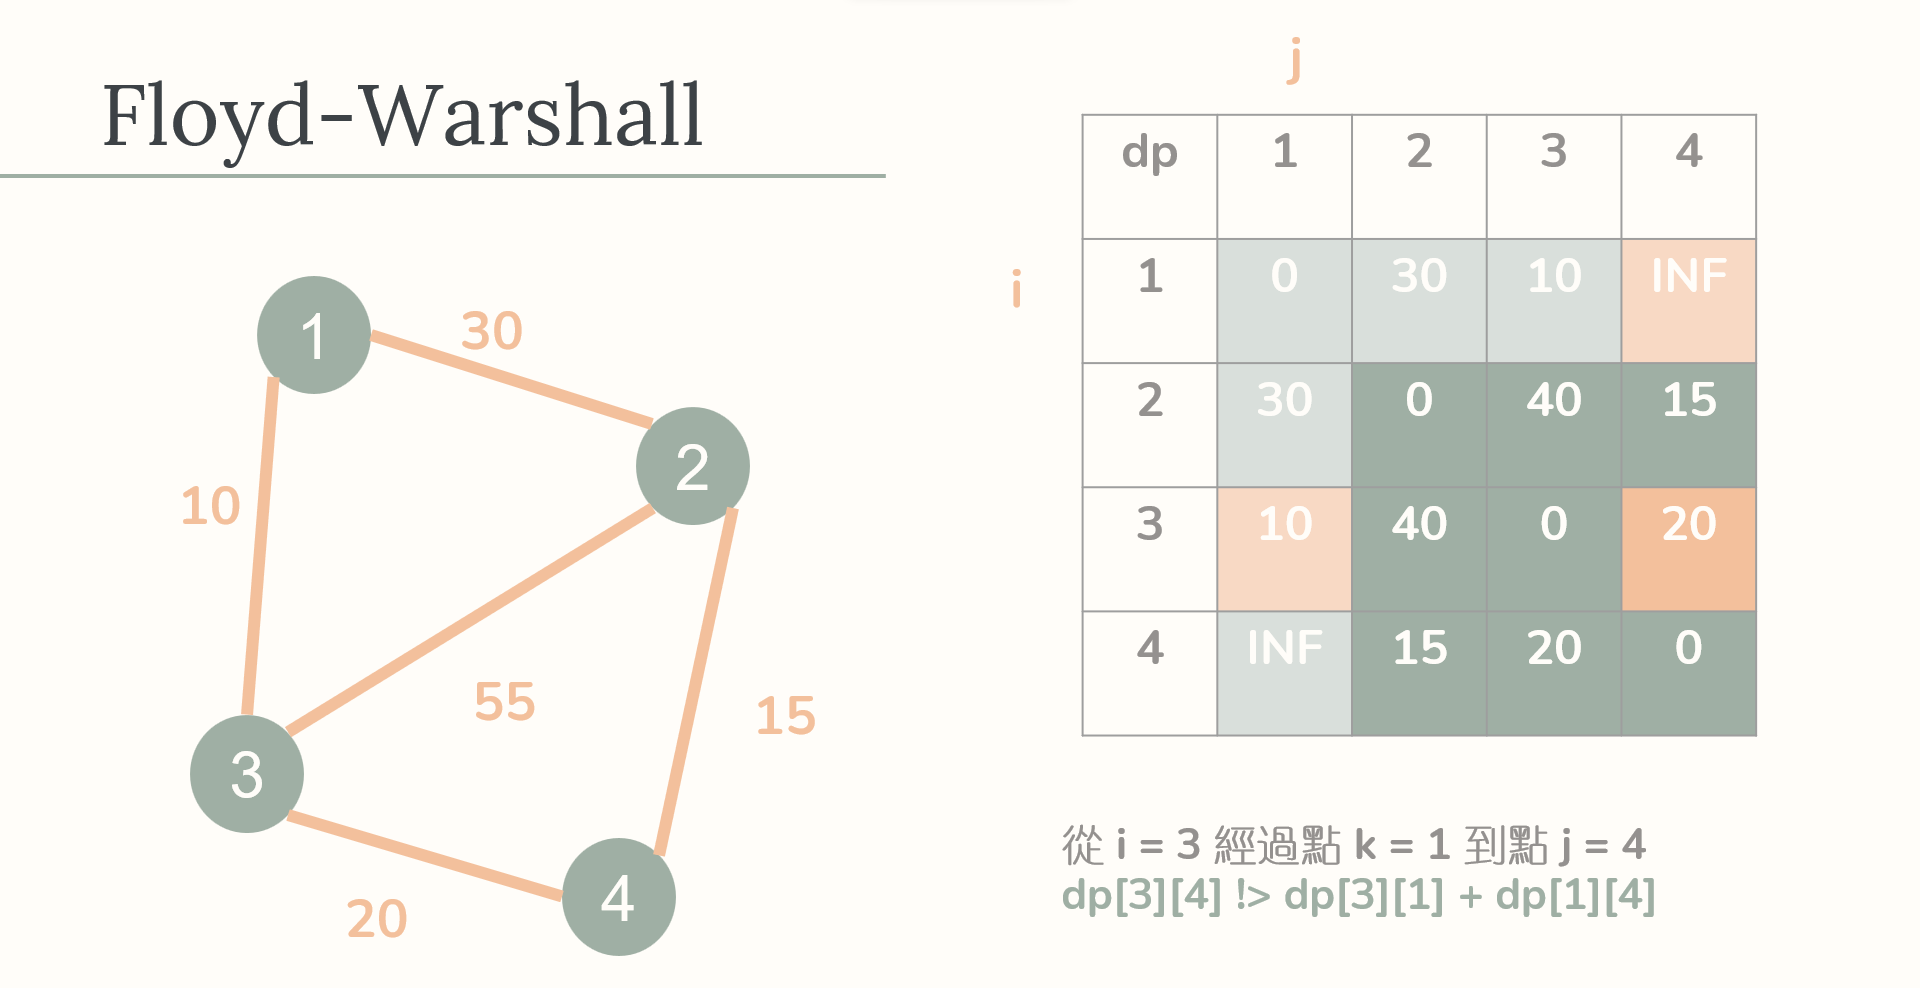 Floyd-Warshall
1
30
2
10
55
15
3
20
4
j
i
dp 1 2 3 4
1 0 30 10 INF
2 30 0 40 15
3 10 40 0 20
4 INF 15 20 0
從 i = 3 經過點 k = 1 到點 j = 4
dp[3][4] !> dp[3][1] + dp[1][4]